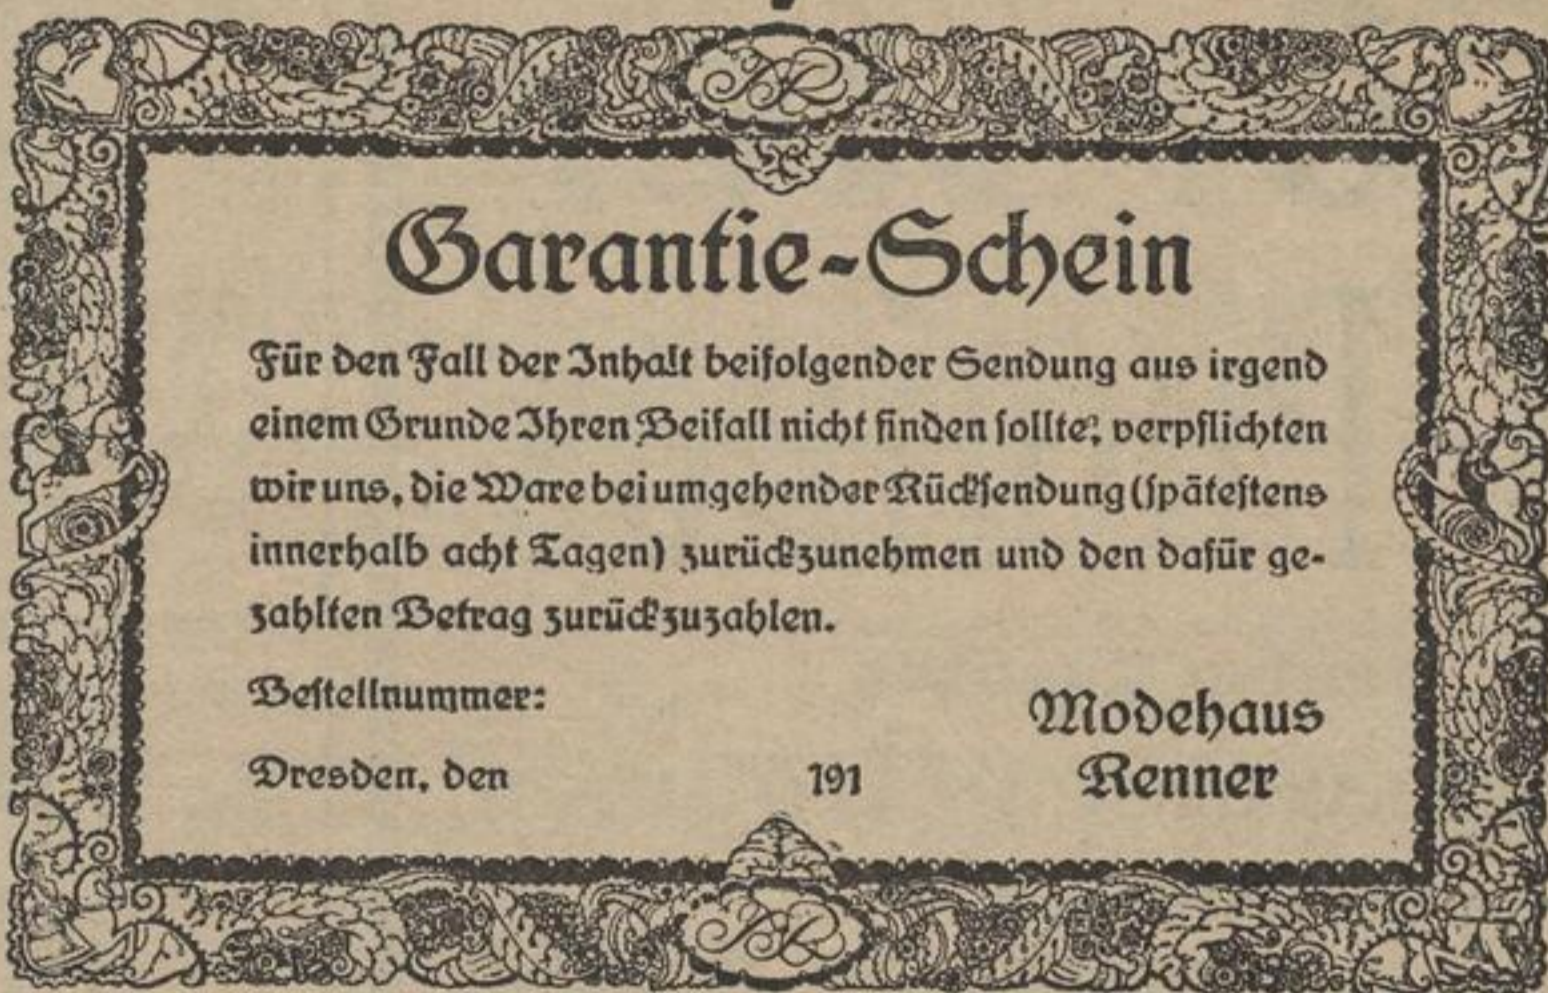 Garantie-Schein
Für den Fall der Inhalt beifolgender Sendung aus irgend
einem Grunde Ihren Beifall nicht finden sollte, verpflichten
wir uns, die Ware bei umgehender Rücksendung (spätestens
innerhalb acht Tagen) zurückzunehmen und den dafür ge-
zahlten Betrag zurückzuzahlen.
Bestellnummer:
Dresden, den 191
Modehaus
Renner